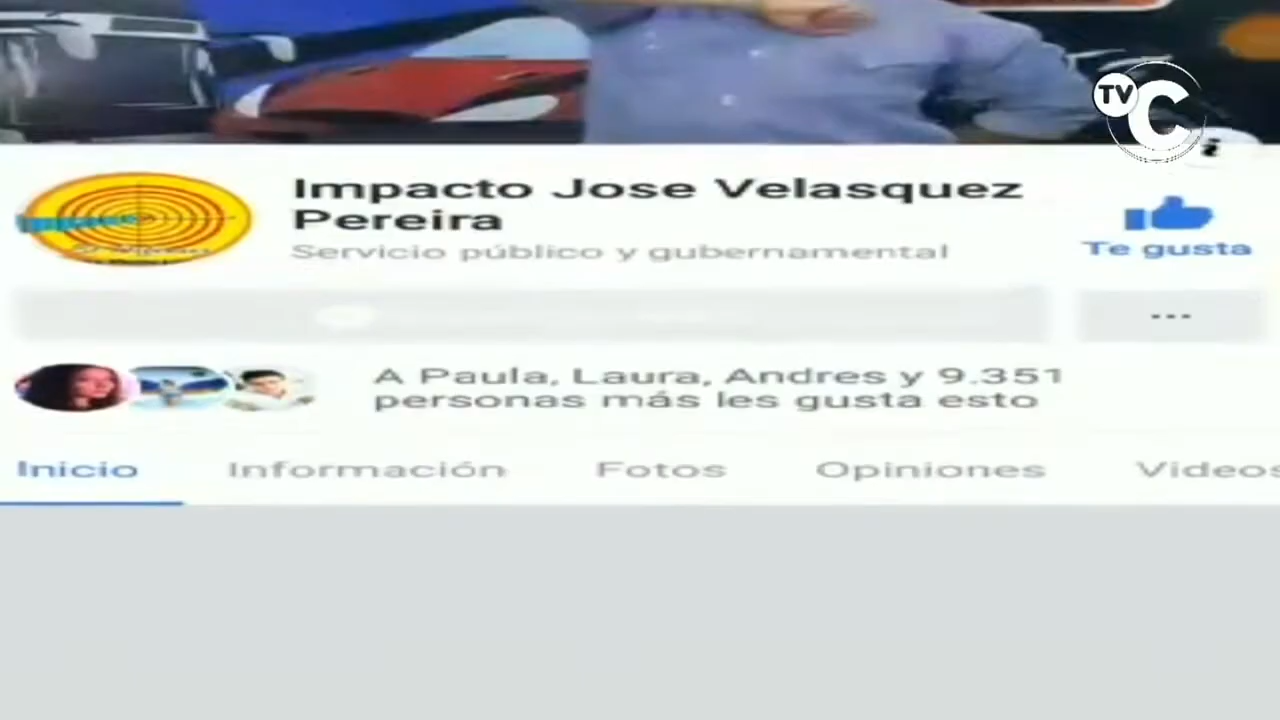 TV C
Impacto Jose Velasquez
Pereira
Servicio público y gubernamental
Te gusta
...
A Paula, Laura, Andres y 9.351
personas más les gusta esto
Inicio
Información
Fotos
Opiniones
Videos